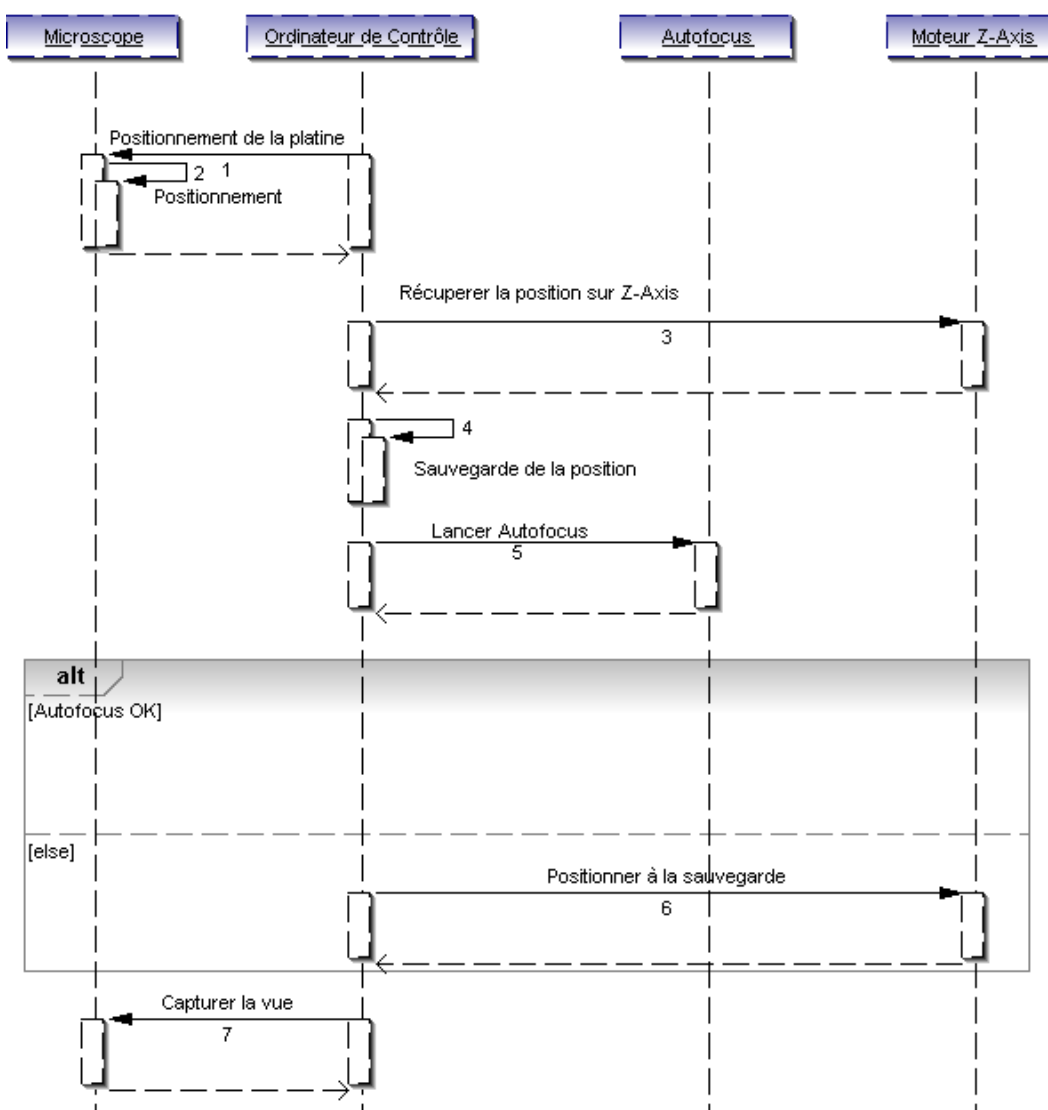 Microscope
Ordinateur de Contrôle
Autofocus
Moteur Z-Axis
Positionnement de la platine
1
2
Positionnement
Récuperer la position sur Z-Axis
3
4
Sauvegarde de la position
Lancer Autofocus
5
alt
[Autofocus OK]
[else]
Positionner à la sauvegarde
6
Capturer la vue
7